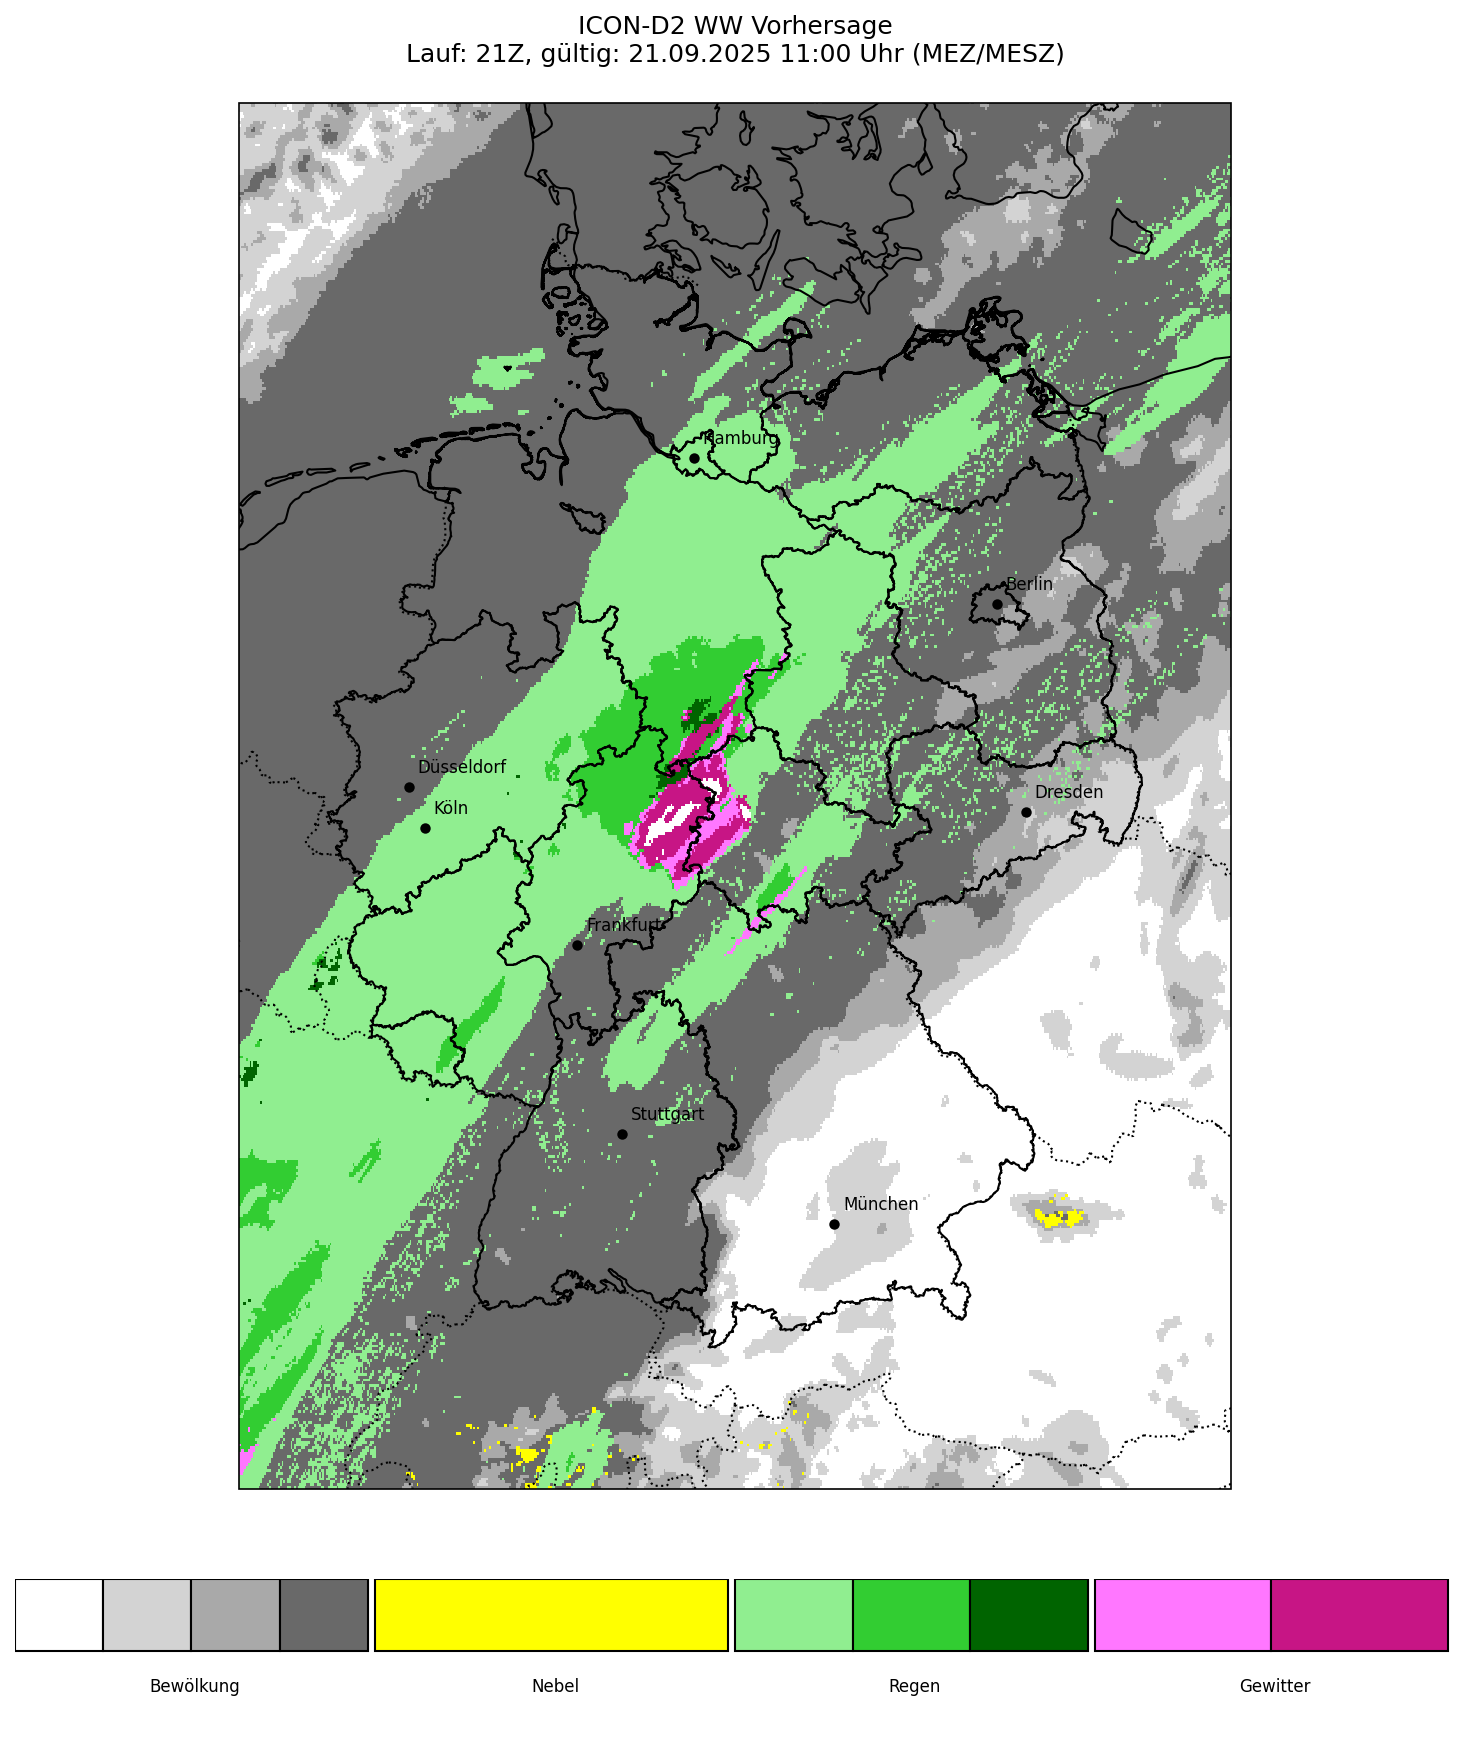 ICON-D2 WW Vorhersage
Lauf: 21Z, gültig: 21.09.2025 11:00 Uhr (MEZ/MESZ)
Hamburg
Berlin
Düsseldorf
Köln
Dresden
Frankfurt
Stuttgart
München
Bewölkung
Nebel
Regen
Gewitter